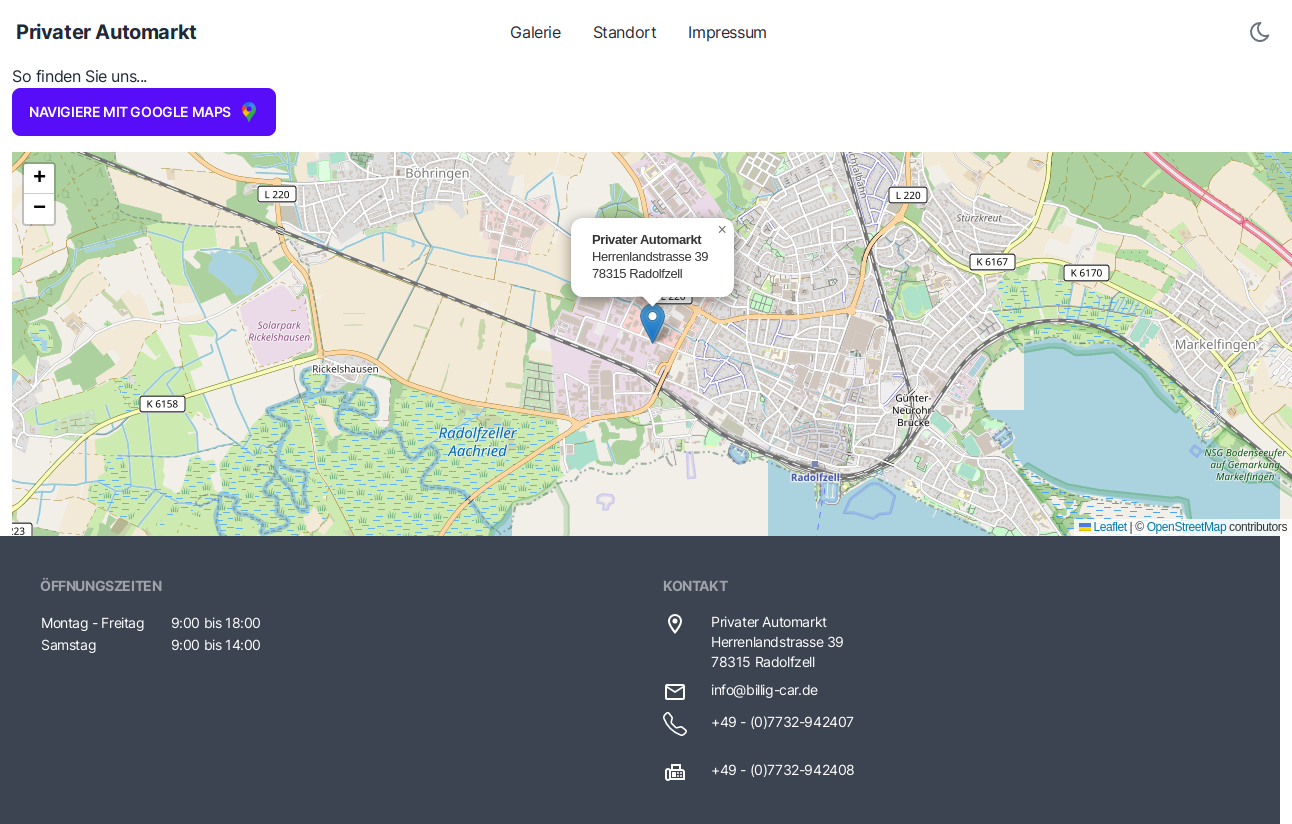 Privater Automarkt
Galerie Standort Impressum
So finden Sie uns...
NAVIGIERE MIT GOOGLE MAPS
+
−
L 220
Böhringen
L 220
Stürzkreut
K 6167
K 6170
×
Privater Automarkt
Herrenlandstrasse 39
78315 Radolfzell
L 220
Solarpark
Rickelshausen
Rickelshausen
Markelfingen
K 6158
Günter-
Neurohr-
Brücke
Radolfzeller
Aachried
NSG Bodenseeufer
auf Gemarkung
Markelfingen
Radolfzell
223
Leaflet | © OpenStreetMap contributors
ÖFFNUNGSZEITEN
Montag - Freitag 9:00 bis 18:00
Samstag 9:00 bis 14:00
KONTAKT
Privater Automarkt
Herrenlandstrasse 39
78315 Radolfzell
info@billig-car.de
+49 - (0)7732-942407
+49 - (0)7732-942408